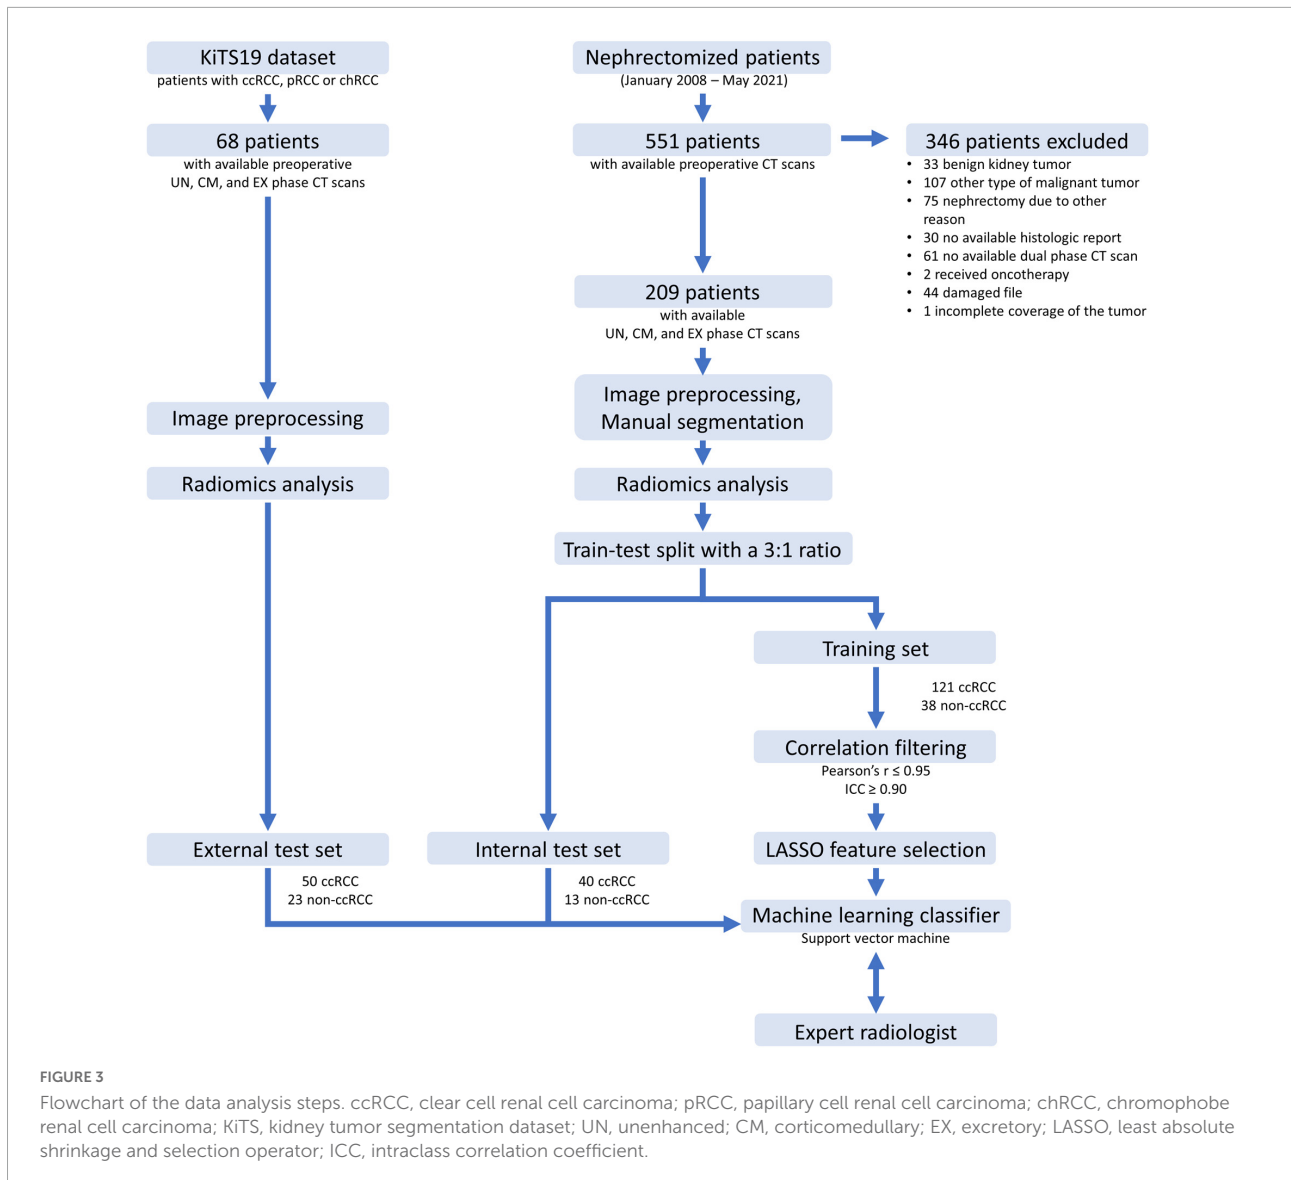 KiTS19 dataset
patients with ccRCC, pRCC or chRCC
68 patients
with available preoperative
UN, CM, and EX phase CT scans
Image preprocessing
Radiomics analysis
External test set
50 ccRCC
23 non-ccRCC
Nephrectomized patients
(January 2008 – May 2021)
551 patients
with available preoperative CT scans
346 patients excluded
• 33 benign kidney tumor
• 107 other type of malignant tumor
• 75 nephrectomy due to other
reason
• 30 no available histologic report
• 61 no available dual phase CT scan
• 2 received oncotherapy
• 44 damaged file
• 1 incomplete coverage of the tumor
209 patients
with available
UN, CM, and EX phase CT scans
Image preprocessing,
Manual segmentation
Radiomics analysis
Train-test split with a 3:1 ratio
Internal test set
40 ccRCC
13 non-ccRCC
Training set
121 ccRCC
38 non-ccRCC
Correlation filtering
Pearson's r ≤ 0.95
ICC ≥ 0.90
LASSO feature selection
Machine learning classifier
Support vector machine
Expert radiologist
FIGURE 3
Flowchart of the data analysis steps. ccRCC, clear cell renal cell carcinoma; pRCC, papillary cell renal cell carcinoma; chRCC, chromophobe
renal cell carcinoma; KiTS, kidney tumor segmentation dataset; UN, unenhanced; CM, corticomedullary; EX, excretory; LASSO, least absolute
shrinkage and selection operator; ICC, intraclass correlation coefficient.